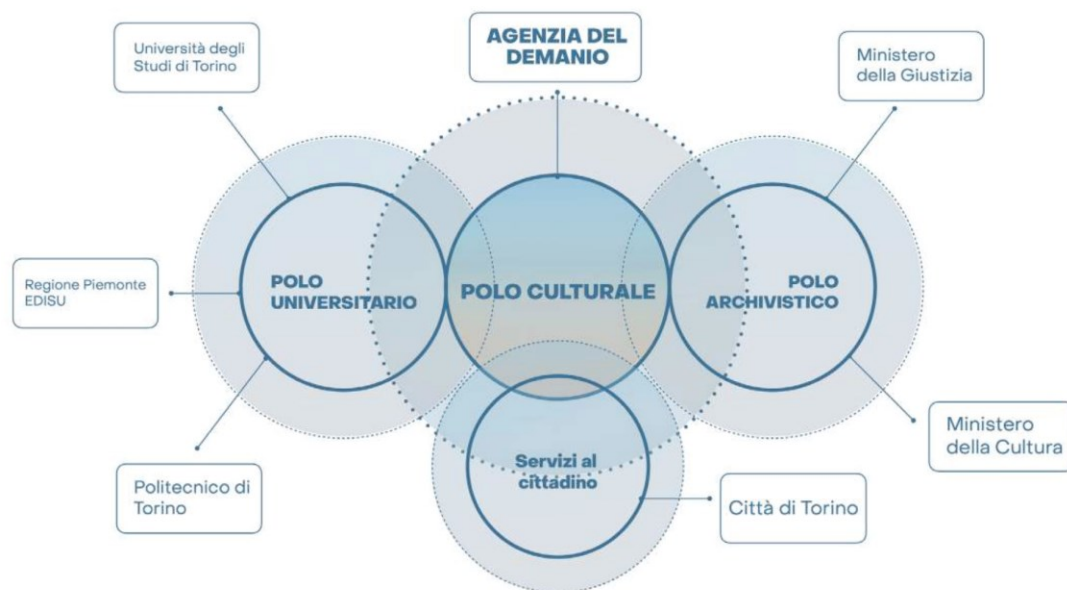 Università degli
Studi di Torino
AGENZIA DEL
DEMANIO
Ministero
della Giustizia
Regione Piemonte
EDISU
POLO
UNIVERSITARIO
POLO CULTURALE
POLO
ARCHIVISTICO
Politecnico di
Torino
Servizi al
cittadino
Città di Torino
Ministero
della Cultura